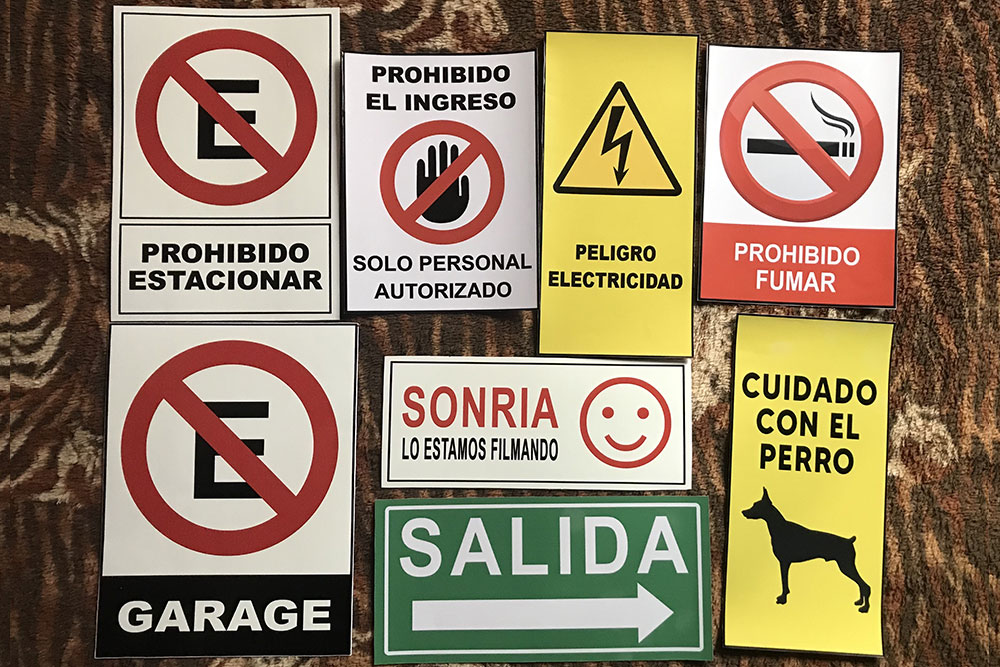 E
PROHIBIDO
ESTACIONAR
PROHIBIDO
EL INGRESO
SOLO PERSONAL
AUTORIZADO
PELIGRO
ELECTRICIDAD
PROHIBIDO
FUMAR
E
GARAGE
SONRIA
LO ESTAMOS FILMANDO
SALIDA
CUIDADO
CON EL
PERRO